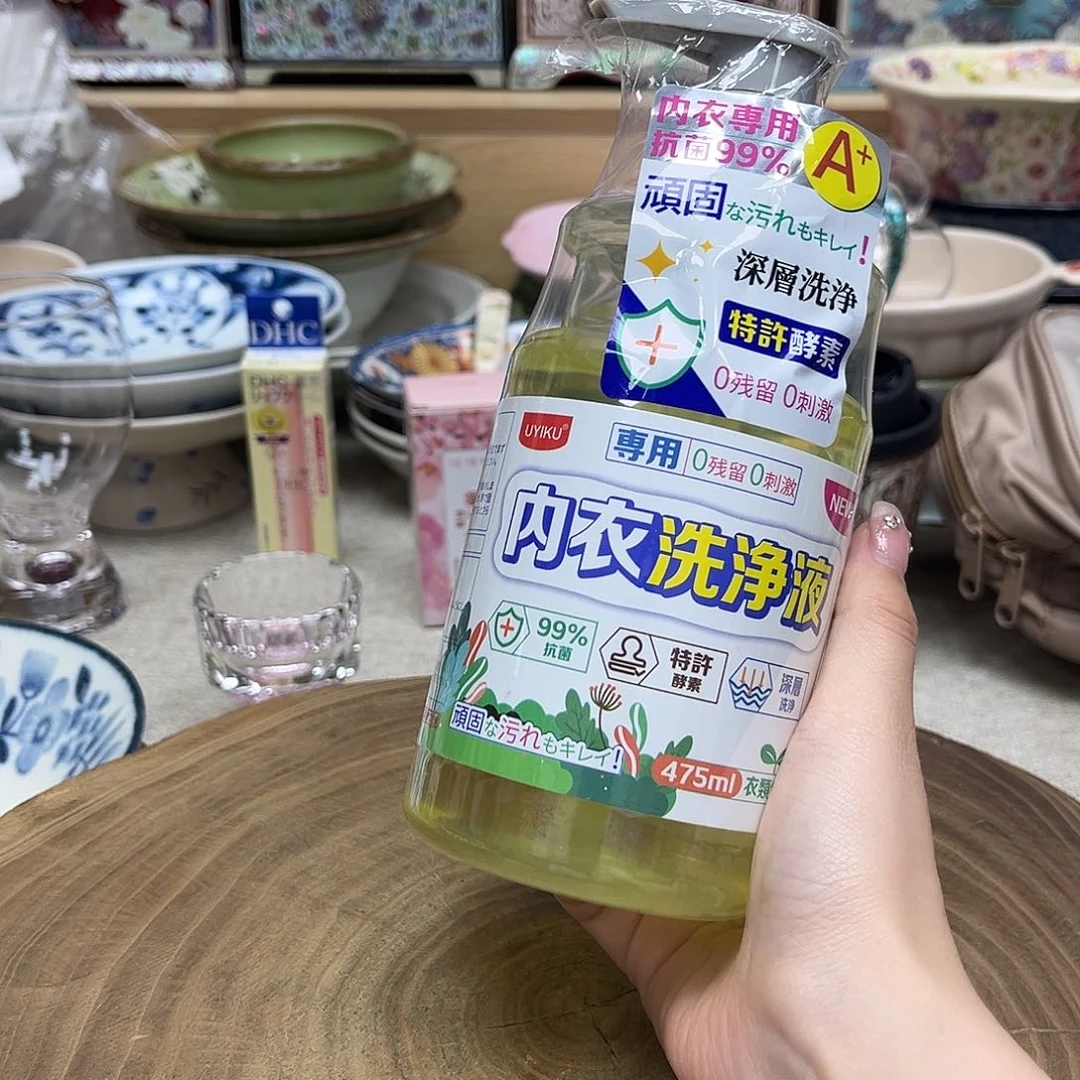 内衣専用
抗菌99%
A+
頑固な汚れもキレイ!
深層洗浄
特許酵素
0残留 0刺激
UYIKU®
専用 0残留0刺激
NEW
内衣洗浄液
99%
抗菌
特許
酵素
深層
洗浄
頑固な汚れもキレイ!
475ml 衣類
DHC